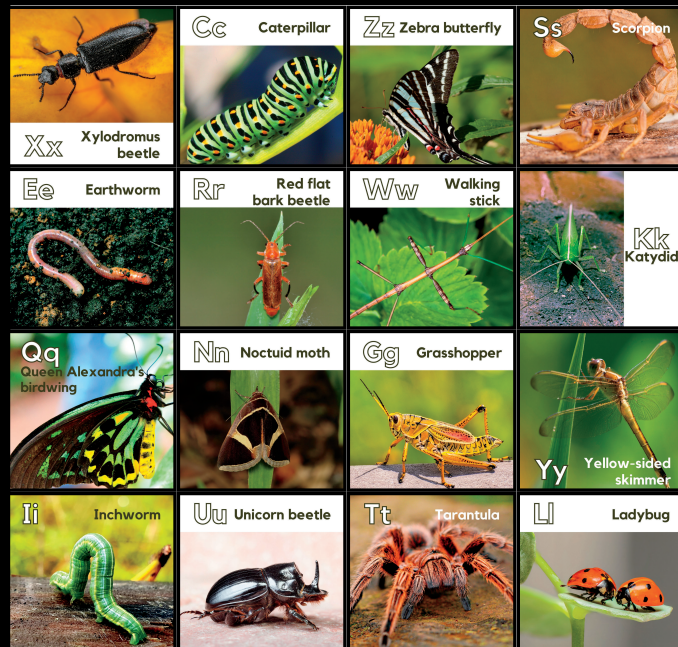 Xx
Xylodromus
beetle
Cc Caterpillar
Zz Zebra butterfly
Ss Scorpion
Ee Earthworm
Rr Red flat
bark beetle
Ww Walking
stick
Kk
Katydid
Qq
Queen Alexandra's
birdwing
Nn Noctuid moth
Gg Grasshopper
Yy Yellow-sided
skimmer
Ii Inchworm
Uu Unicorn beetle
Tt Tarantula
Ll Ladybug